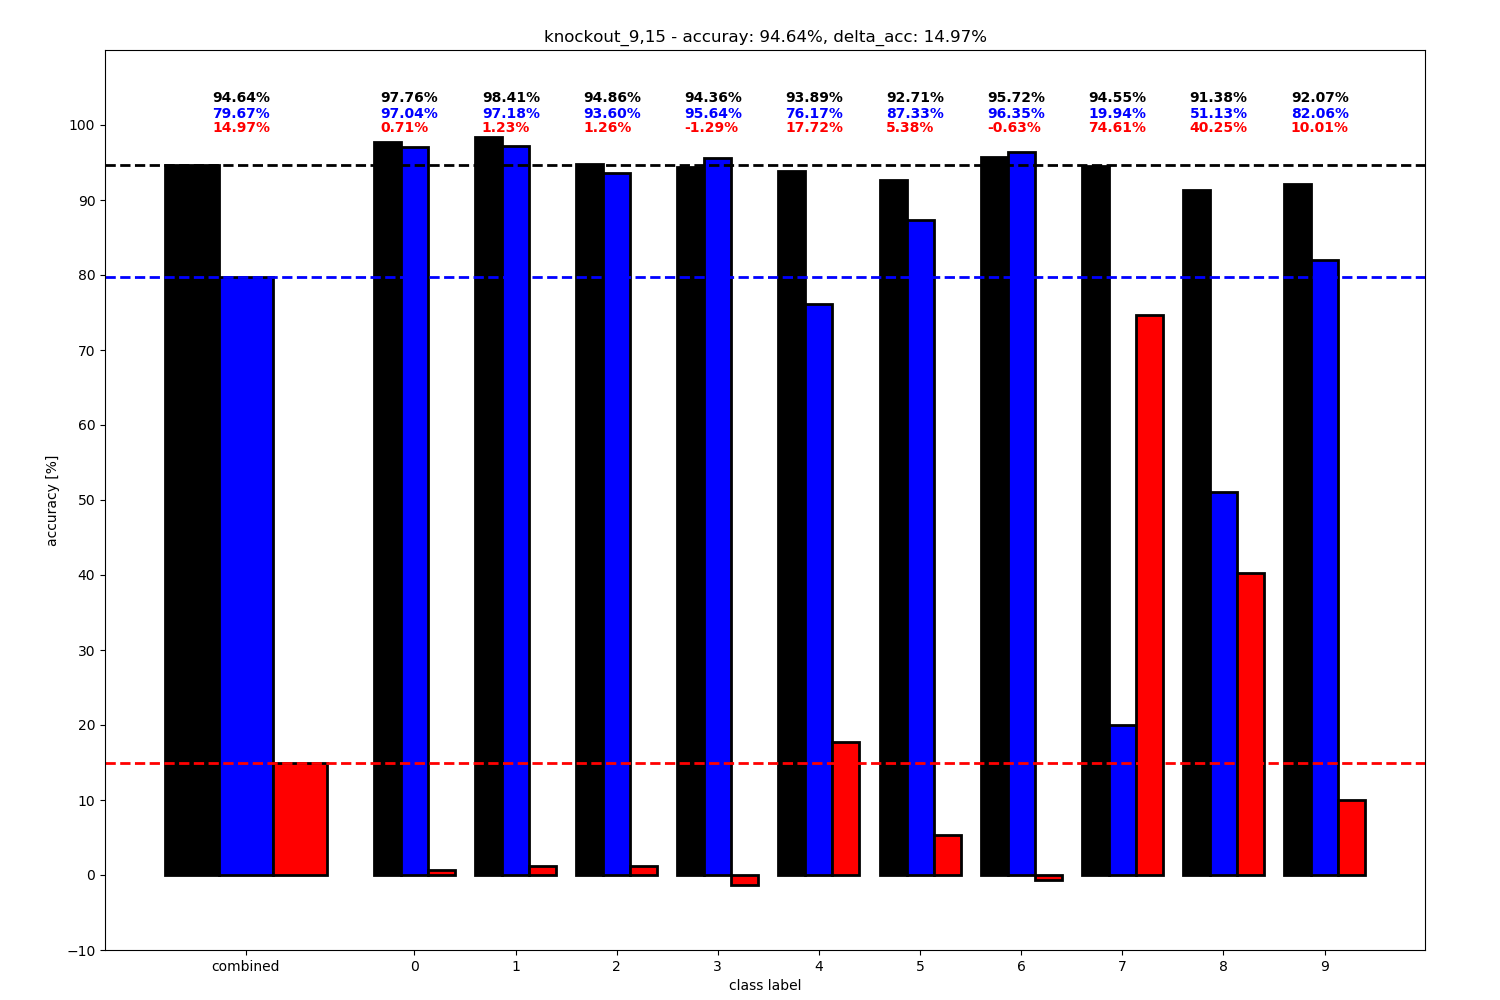 knockout_9,15 - accuray: 94.64%, delta_acc: 14.97%
94.64% 97.76% 98.41% 94.86% 94.36% 93.89% 92.71% 95.72% 94.55% 91.38% 92.07%
79.67% 97.04% 97.18% 93.60% 95.64% 76.17% 87.33% 96.35% 19.94% 51.13% 82.06%
14.97% 0.71% 1.23% 1.26% -1.29% 17.72% 5.38% -0.63% 74.61% 40.25% 10.01%
100
90
80
70
60
50
40
30
20
10
0
−10
accuracy [%]
combined 0 1 2 3 4 5 6 7 8 9
class label